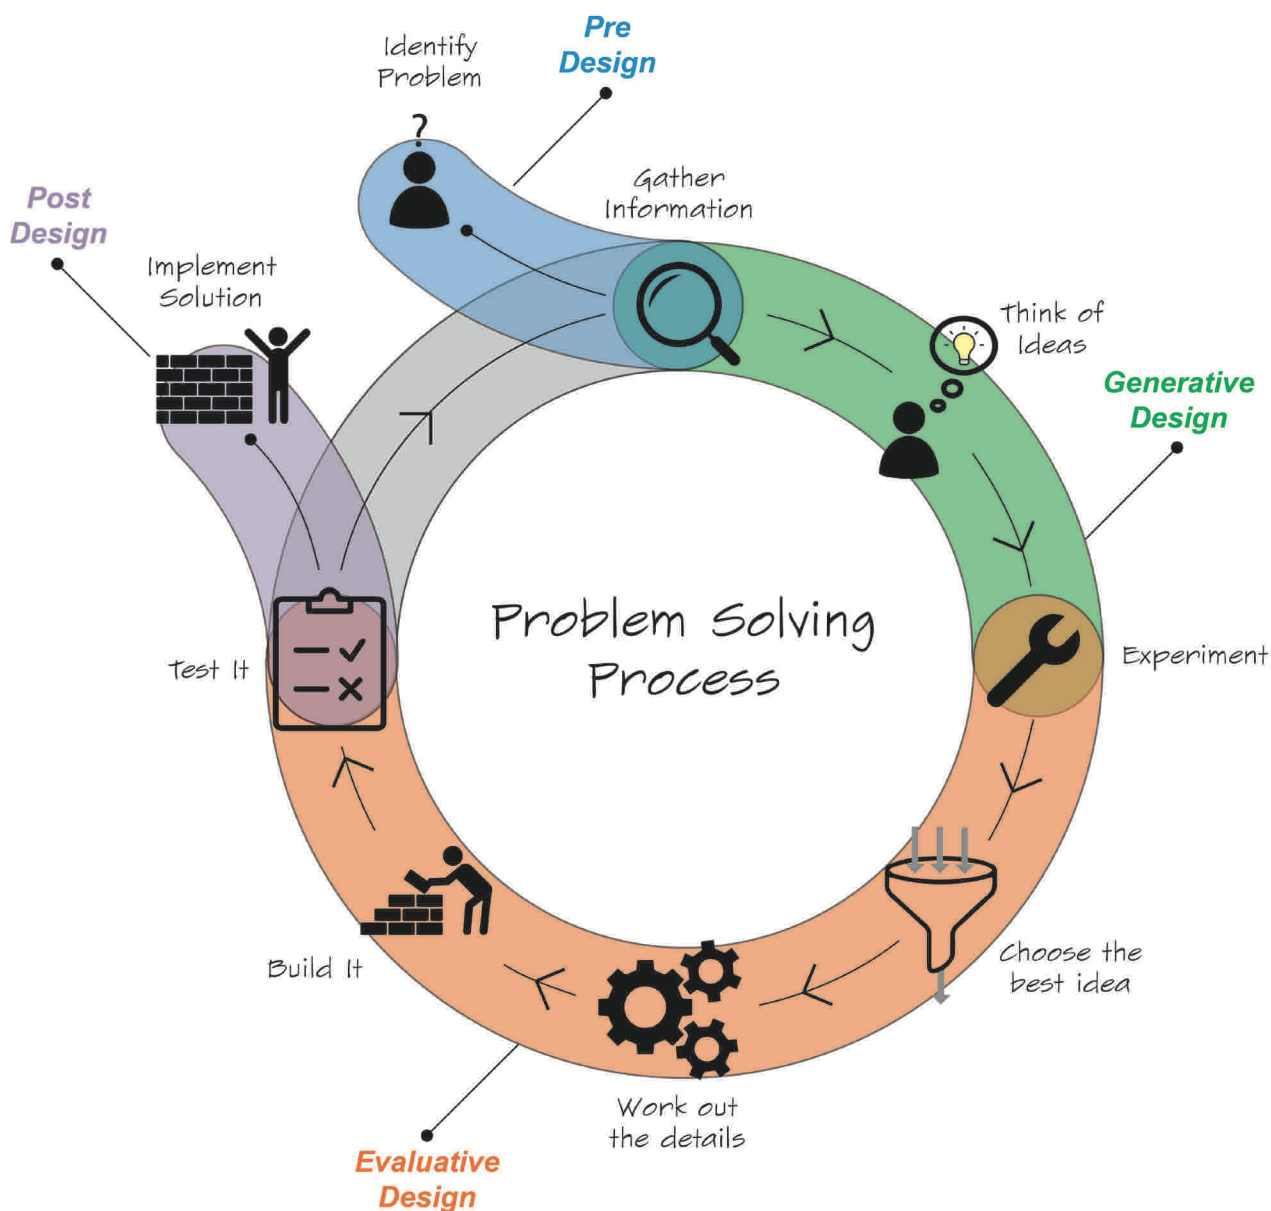 Pre
Design
Identify
Problem
?
Gather
Information
Post
Design
Implement
Solution
Think of
Ideas
Generative
Design
Problem Solving
Process
Test It
Experiment
Build It
Choose the
best idea
Work out
the details
Evaluative
Design